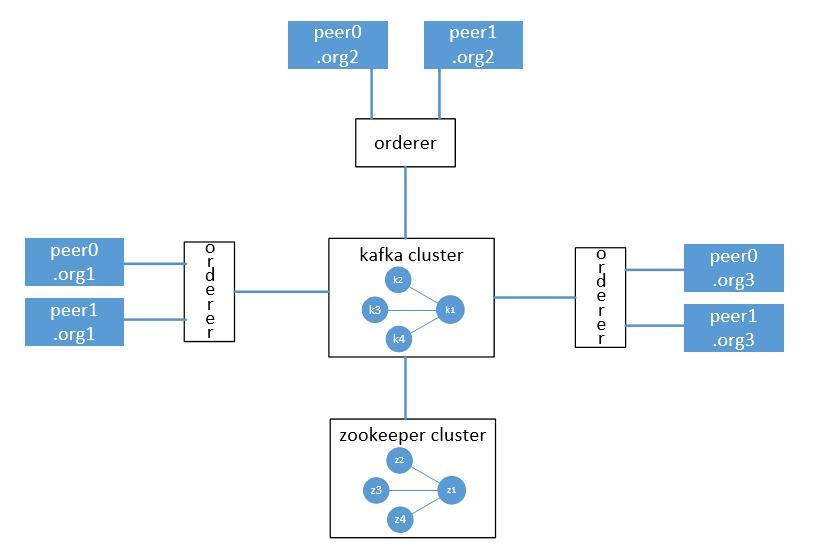 peer0
.org2
peer1
.org2
orderer
peer0
.org1
peer1
.org1
orderer
kafka cluster
k2
k3
k1
k4
orderer
peer0
.org3
peer1
.org3
zookeeper cluster
z2
z3
z1
z4